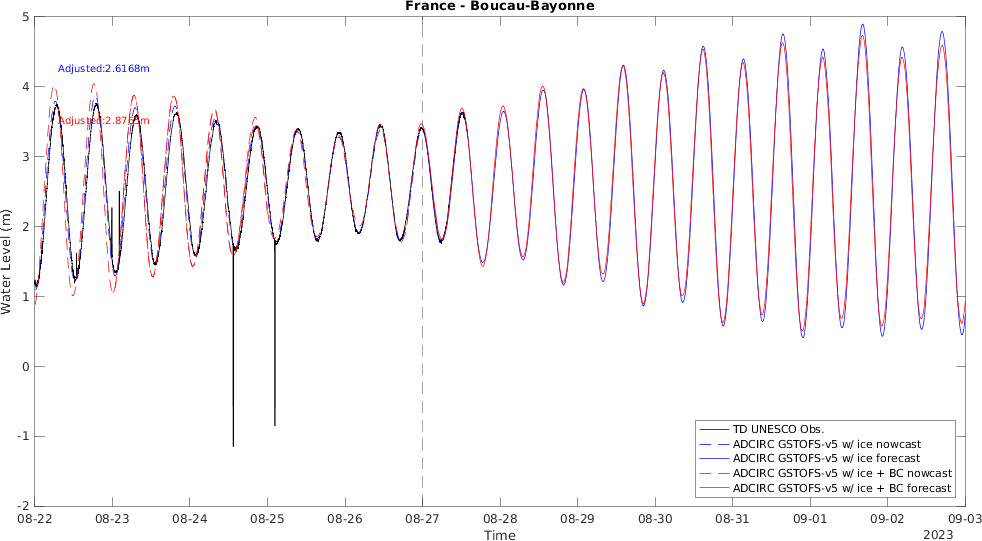 France - Boucau-Bayonne
5
4
3
2
1
0
-1
-2
Water Level (m)
Adjusted:2.6168m
TD UNESCO Obs.
ADCIRC GSTOFS-v5 w/ ice nowcast
ADCIRC GSTOFS-v5 w/ ice forecast
ADCIRC GSTOFS-v5 w/ ice + BC nowcast
ADCIRC GSTOFS-v5 w/ ice + BC forecast
08-22 08-23 08-24 08-25 08-26 08-27 08-28 08-29 08-30 08-31 09-01 09-02 09-03
Time
2023